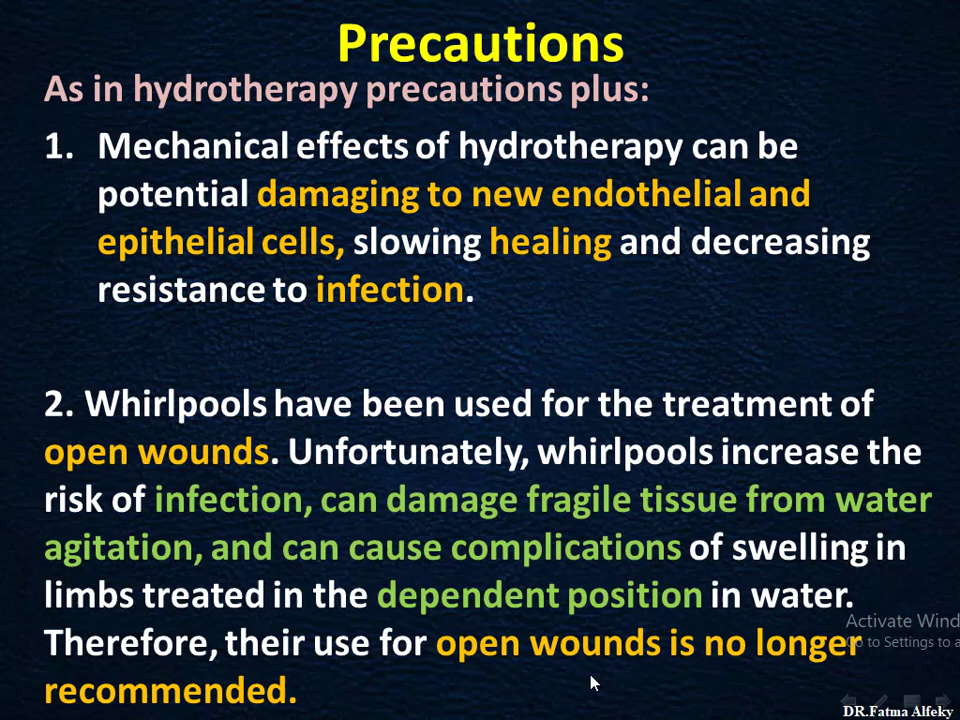 Precautions
As in hydrotherapy precautions plus:
1. Mechanical effects of hydrotherapy can be
potential damaging to new endothelial and
epithelial cells, slowing healing and decreasing
resistance to infection.
2. Whirlpools have been used for the treatment of
open wounds. Unfortunately, whirlpools increase the
risk of infection, can damage fragile tissue from water
agitation, and can cause complications of swelling in
limbs treated in the dependent position in water.
Activate Wind
Therefore, their use for open wounds is no longer
Go to Settings to a
recommended.
DR.Fatma Alfeky